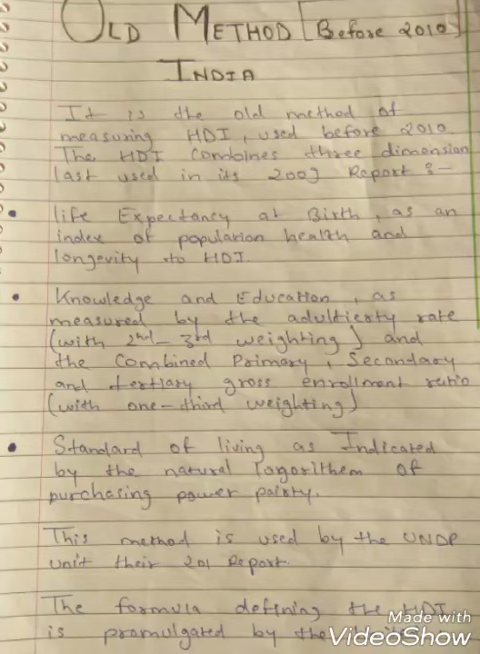 OLD METHOD [Before 2010]
INDIA
It is the old method of
measuring HDI, used before 2010
The HDI combines three dimension
last used in its 2009 Report :-
• life Expectancy at Birth, as an
index of population health and
longevity to HDI
• Knowledge and Education, as
measured by the adultierty rate
(with 2nd-3rd weighting) and
the Combined Primary, Secondary
and tertiary gross enrollment ratio
(with one-third weighting)
• Standard of living as Indicated
by the natural logorithem of
purchasing power pairty.
This method is used by the UNDP
unit their 201 Report.
The formula defining the HDI
is promulgated by the
Made with
VideoShow